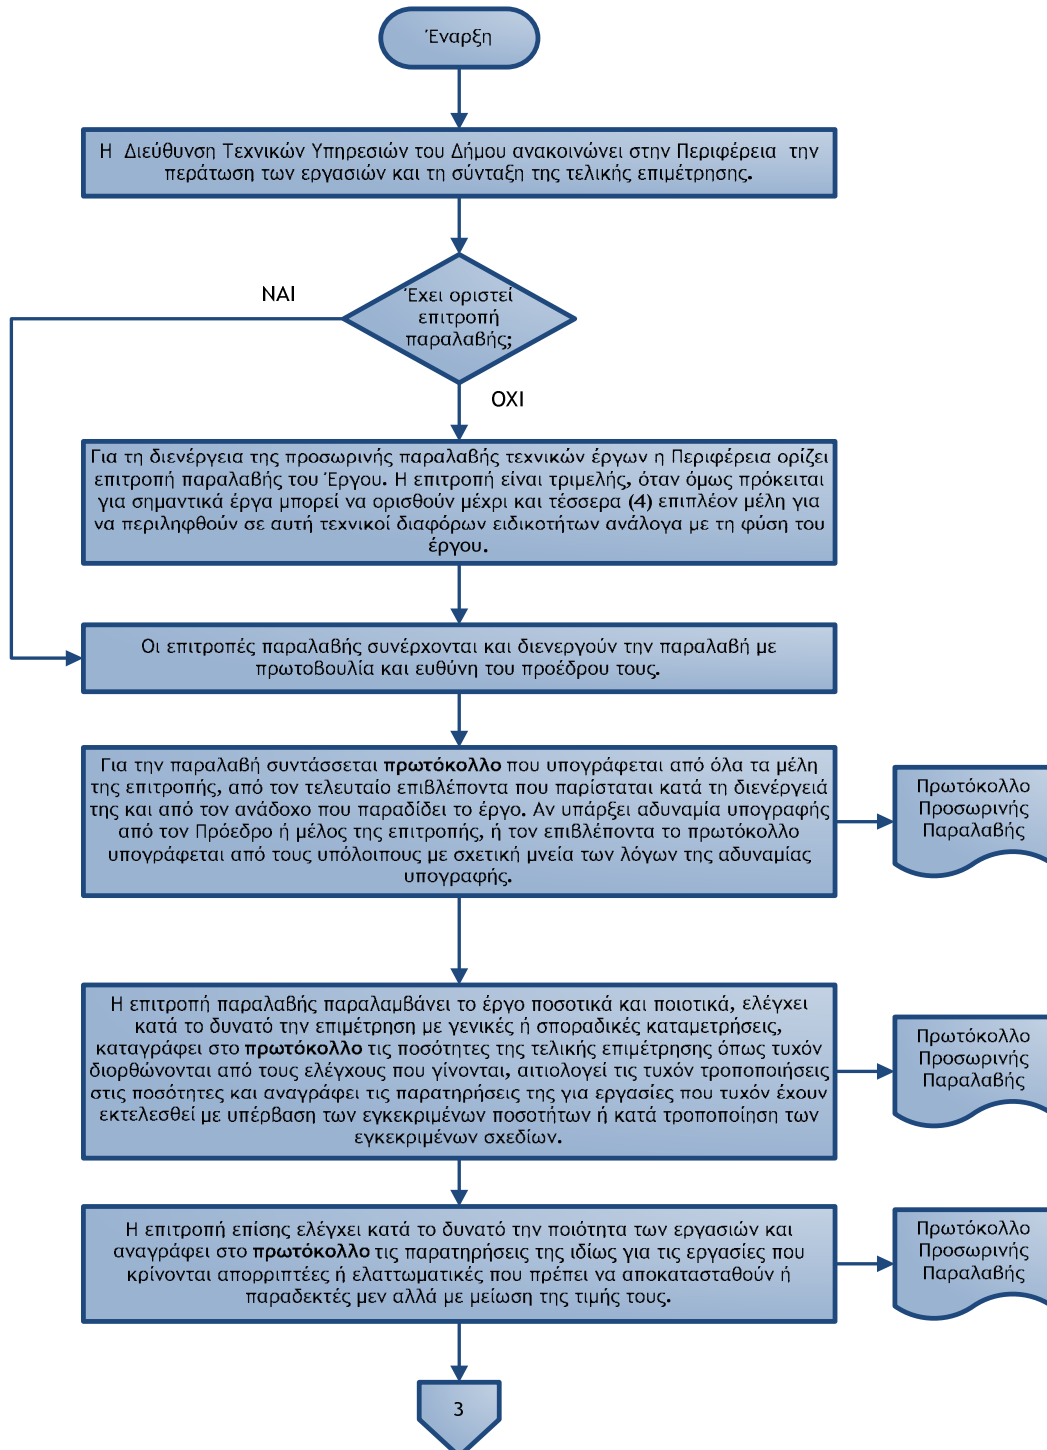 Έναρξη
Η Διεύθυνση Τεχνικών Υπηρεσιών του Δήμου ανακοινώνει στην Περιφέρεια την
περάτωση των εργασιών και τη σύνταξη της τελικής επιμέτρησης.
ΝΑΙ
Έχει οριστεί
επιτροπή
παραλαβής;
ΟΧΙ
Για τη διενέργεια της προσωρινής παραλαβής τεχνικών έργων η Περιφέρεια ορίζει
επιτροπή παραλαβής του Έργου. Η επιτροπή είναι τριμελής, όταν όμως πρόκειται
για σημαντικά έργα μπορεί να ορισθούν μέχρι και τέσσερα (4) επιπλέον μέλη για
να περιληφθούν σε αυτή τεχνικοί διαφόρων ειδικοτήτων ανάλογα με τη φύση του
έργου.
Οι επιτροπές παραλαβής συνέρχονται και διενεργούν την παραλαβή με
πρωτοβουλία και ευθύνη του προέδρου τους.
Για την παραλαβή συντάσσεται πρωτόκολλο που υπογράφεται από όλα τα μέλη
της επιτροπής, από τον τελευταίο επιβλέποντα που παρίσταται κατά τη διενέργειά
της και από τον ανάδοχο που παραδίδει το έργο. Αν υπάρξει αδυναμία υπογραφής
από τον Πρόεδρο ή μέλος της επιτροπής, ή τον επιβλέποντα το πρωτόκολλο
υπογράφεται από τους υπόλοιπους με σχετική μνεία των λόγων της αδυναμίας
υπογραφής.
Πρωτόκολλο
Προσωρινής
Παραλαβής
Η επιτροπή παραλαβής παραλαμβάνει το έργο ποσοτικά και ποιοτικά, ελέγχει
κατά το δυνατό την επιμέτρηση με γενικές ή σποραδικές καταμετρήσεις,
καταγράφει στο πρωτόκολλο τις ποσότητες της τελικής επιμέτρησης όπως τυχόν
διορθώνονται από τους ελέγχους που γίνονται, αιτιολογεί τις τυχόν τροποποιήσεις
στις ποσότητες και αναγράφει τις παρατηρήσεις της για εργασίες που τυχόν έχουν
εκτελεσθεί με υπέρβαση των εγκεκριμένων ποσοτήτων ή κατά τροποποίηση των
εγκεκριμένων σχεδίων.
Πρωτόκολλο
Προσωρινής
Παραλαβής
Η επιτροπή επίσης ελέγχει κατά το δυνατό την ποιότητα των εργασιών και
αναγράφει στο πρωτόκολλο τις παρατηρήσεις της ιδίως για τις εργασίες που
κρίνονται απορριπτέες ή ελαττωματικές που πρέπει να αποκατασταθούν ή
παραδεκτές μεν αλλά με μείωση της τιμής τους.
Πρωτόκολλο
Προσωρινής
Παραλαβής
3